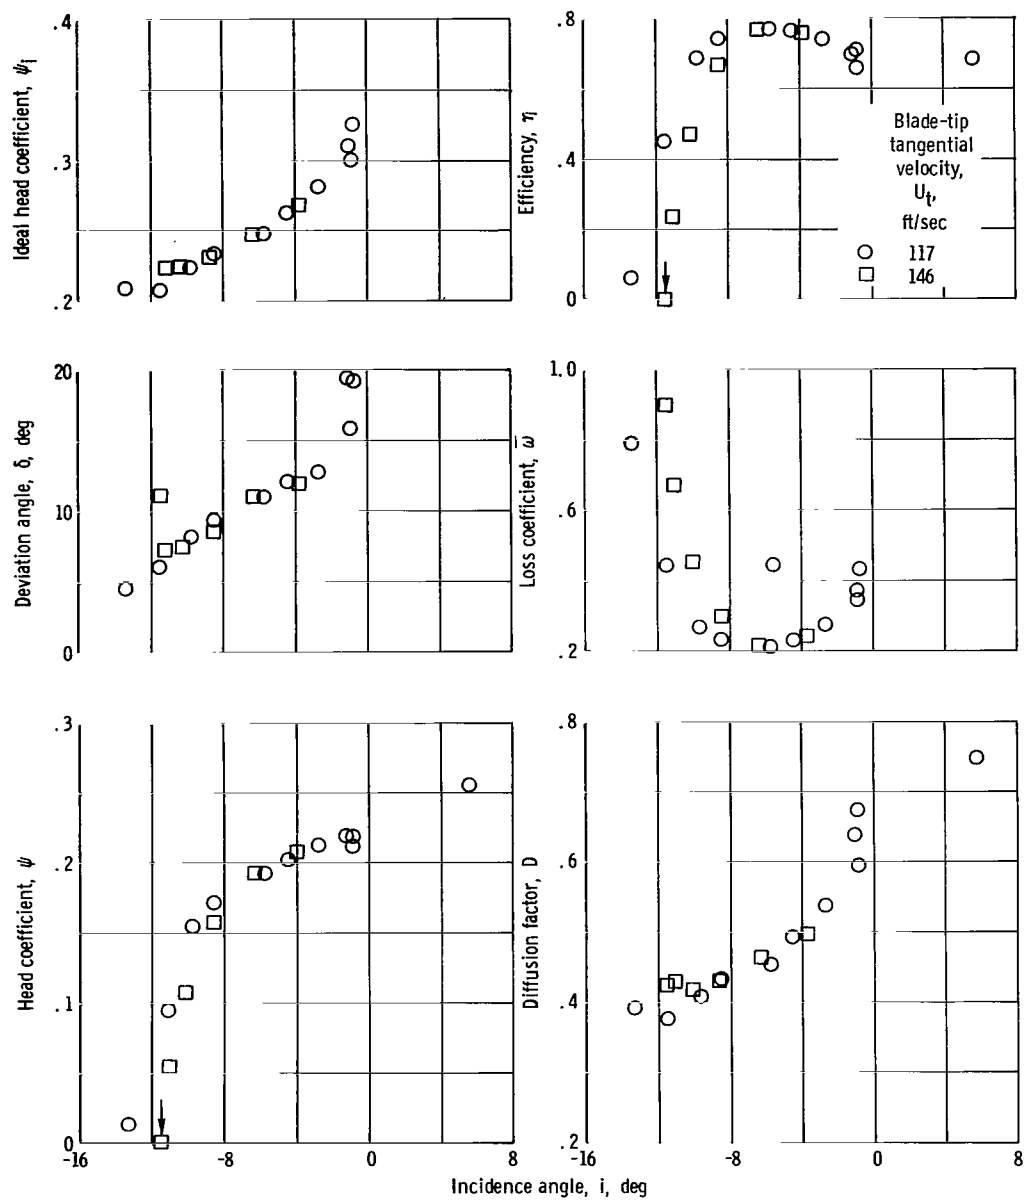 Ideal head coefficient, ψi
.4
.3
.2
Efficiency, η
.8
.4
0
Blade-tip
tangential
velocity,
Ut,
ft/sec
117
146
Deviation angle, δ, deg
20
10
0
Loss coefficient, ω̄
1.0
.6
.2
Head coefficient, ψ
.3
.2
.1
0
-16
-8
0
8
Diffusion factor, D
.8
.6
.4
.2
-8
0
8
Incidence angle, i, deg